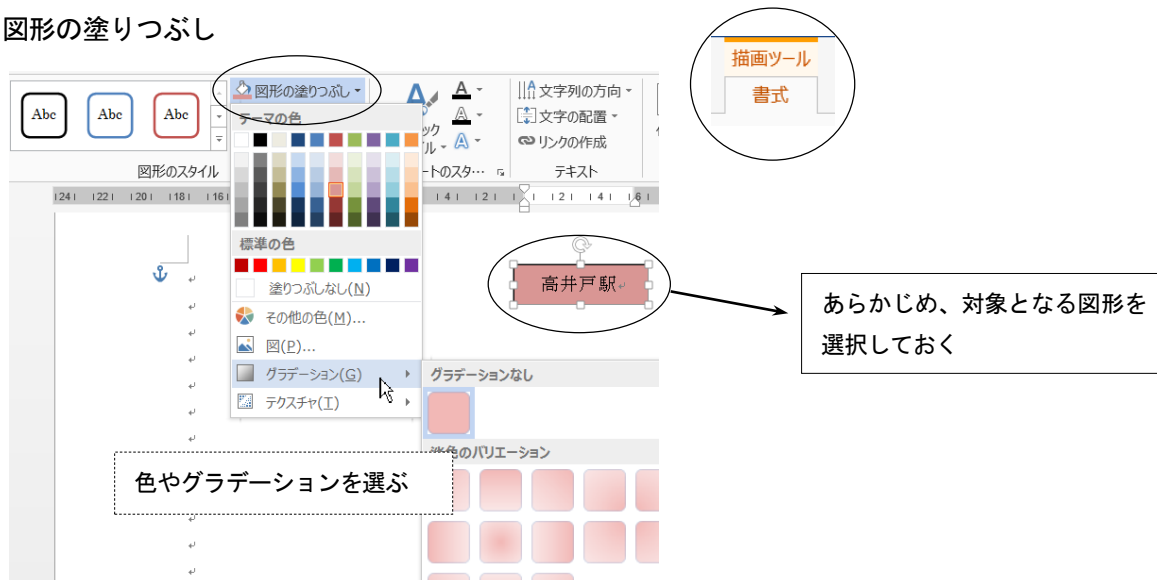 図形の塗りつぶし
描画ツール
書式
Abc Abc Abc
図形の塗りつぶし
文字列の方向
文字の配置
リンクの作成
図形のスタイル
テキスト
テーマの色
標準の色
塗りつぶしなし(N)
その他の色(M)...
図(P)...
グラデーション(G)
テクスチャ(T)
高井戸駅
あらかじめ、対象となる図形を
選択しておく
グラデーションなし
のバリエーション
色やグラデーションを選ぶ